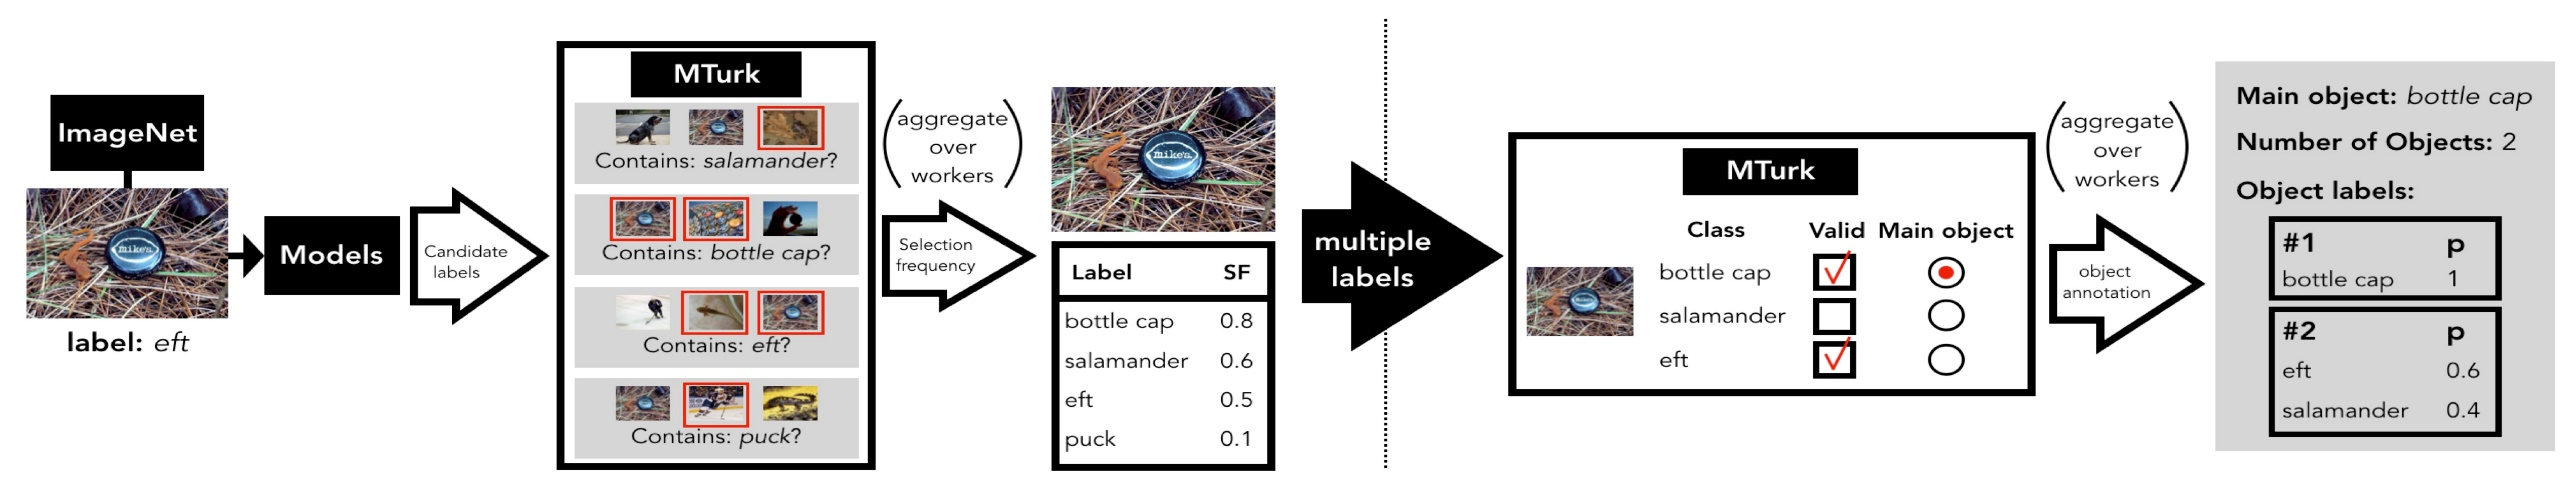 ImageNet
mike's.
label: eft
Models
Candidate
labels
MTurk
Contains: salamander?
Contains: bottle cap?
Contains: eft?
Contains: puck?
(aggregate
over
workers)
Selection
frequency
mike's.
Label SF
bottle cap 0.8
salamander 0.6
eft 0.5
puck 0.1
multiple
labels
MTurk
Class Valid Main object
bottle cap
salamander
eft
(aggregate
over
workers)
object
annotation
Main object: bottle cap
Number of Objects: 2
Object labels:
#1 p
bottle cap 1
#2 p
eft 0.6
salamander 0.4